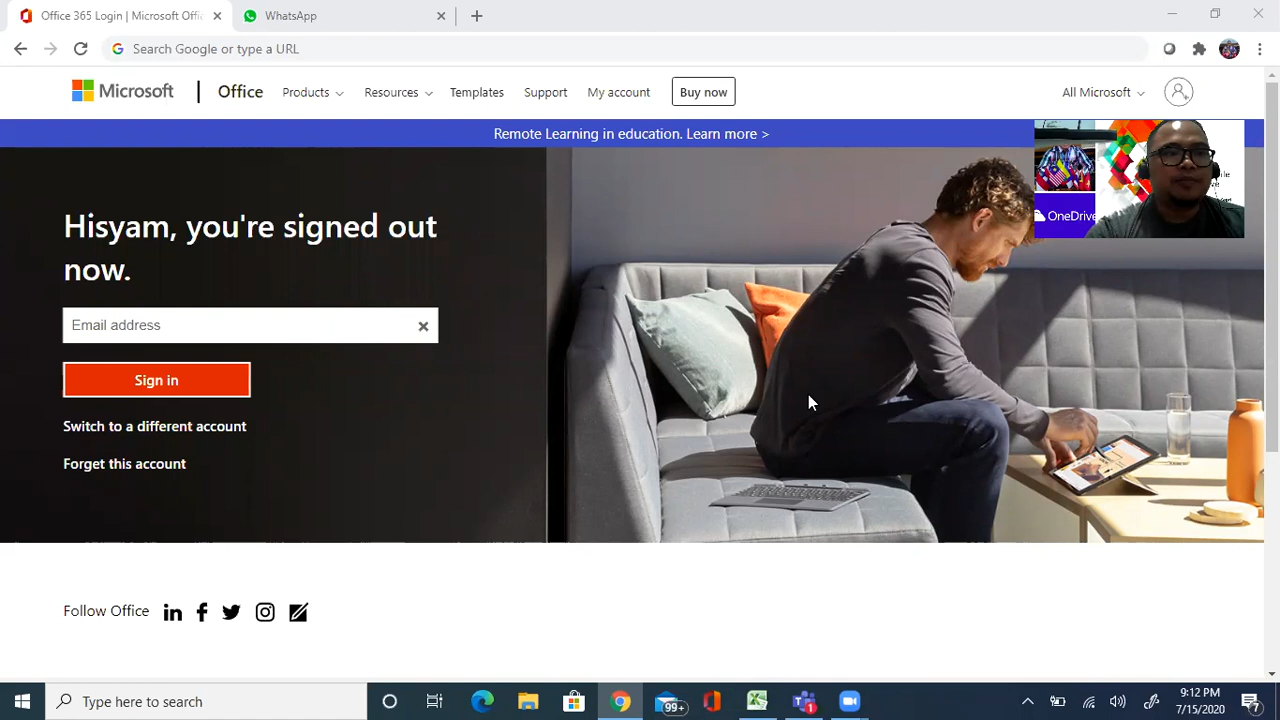 Office 365 Login | Microsoft Offi
WhatsApp
Search Google or type a URL
Microsoft
Office
Products
Resources
Templates
Support
My account
Buy now
All Microsoft
Remote Learning in education. Learn more >
OneDrive
Hisyam, you're signed out
now.
Email address
Sign in
Switch to a different account
Forget this account
Follow Office
Type here to search
99+
1
9:12 PM
7/15/2020
7